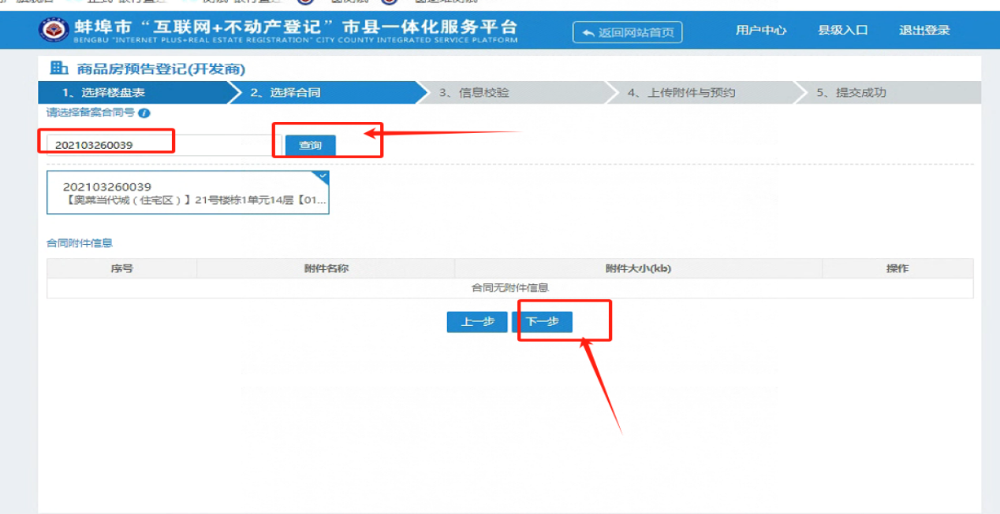 蚌埠市“互联网+不动产登记”市县一体化服务平台
BENGBU "INTERNET PLUS+REAL ESTATE REGISTRATION" CITY COUNTY INTEGRATED SERVICE PLATFORM
返回网站首页
用户中心
县级入口
退出登录
商品房预告登记(开发商)
1、选择楼盘表
2、选择合同
3、信息校验
4、上传附件与预约
5、提交成功
请选择备案合同号
202103260039
查询
202103260039
【奥莱当代城（住宅区）】21号楼栋1单元14层【01...
合同附件信息
序号 附件名称 附件大小(kb) 操作
合同无附件信息
上一步
下一步